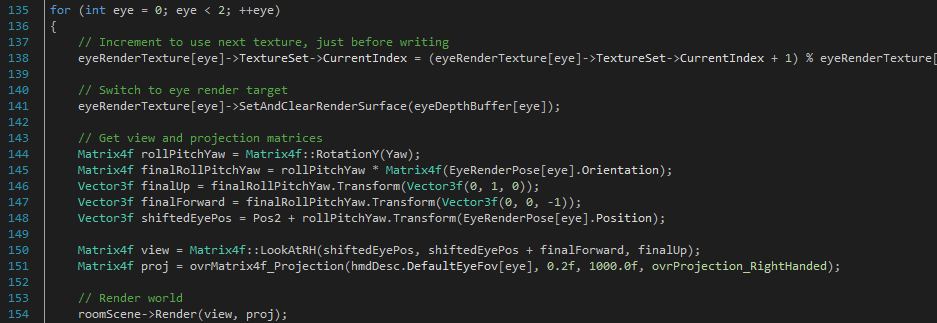 135 for (int eye = 0; eye < 2; ++eye)
136 {
137 // Increment to use next texture, just before writing
138 eyeRenderTexture[eye]->TextureSet->CurrentIndex = (eyeRenderTexture[eye]->TextureSet->CurrentIndex + 1) % eyeRenderTexture[
139
140 // Switch to eye render target
141 eyeRenderTexture[eye]->SetAndClearRenderSurface(eyeDepthBuffer[eye]);
142
143 // Get view and projection matrices
144 Matrix4f rollPitchYaw = Matrix4f::RotationY(Yaw);
145 Matrix4f finalRollPitchYaw = rollPitchYaw * Matrix4f(EyeRenderPose[eye].Orientation);
146 Vector3f finalUp = finalRollPitchYaw.Transform(Vector3f(0, 1, 0));
147 Vector3f finalForward = finalRollPitchYaw.Transform(Vector3f(0, 0, -1));
148 Vector3f shiftedEyePos = Pos2 + rollPitchYaw.Transform(EyeRenderPose[eye].Position);
149
150 Matrix4f view = Matrix4f::LookAtRH(shiftedEyePos, shiftedEyePos + finalForward, finalUp);
151 Matrix4f proj = ovrMatrix4f_Projection(hmdDesc.DefaultEyeFov[eye], 0.2f, 1000.0f, ovrProjection_RightHanded);
152
153 // Render world
154 roomScene->Render(view, proj);